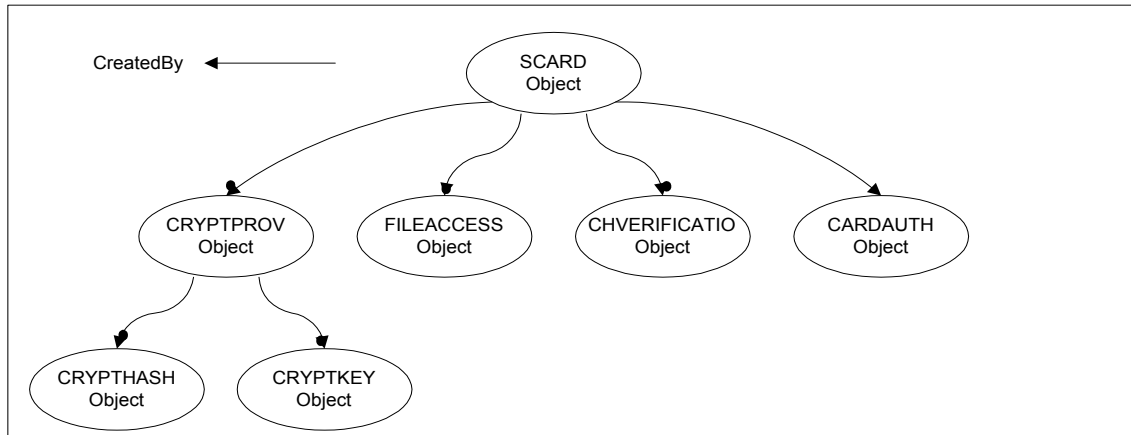 CreatedBy
SCARD
Object
CRYPTPROV
Object
FILEACCESS
Object
CHVERIFICATIO
Object
CARDAUTH
Object
CRYPTHASH
Object
CRYPTKEY
Object